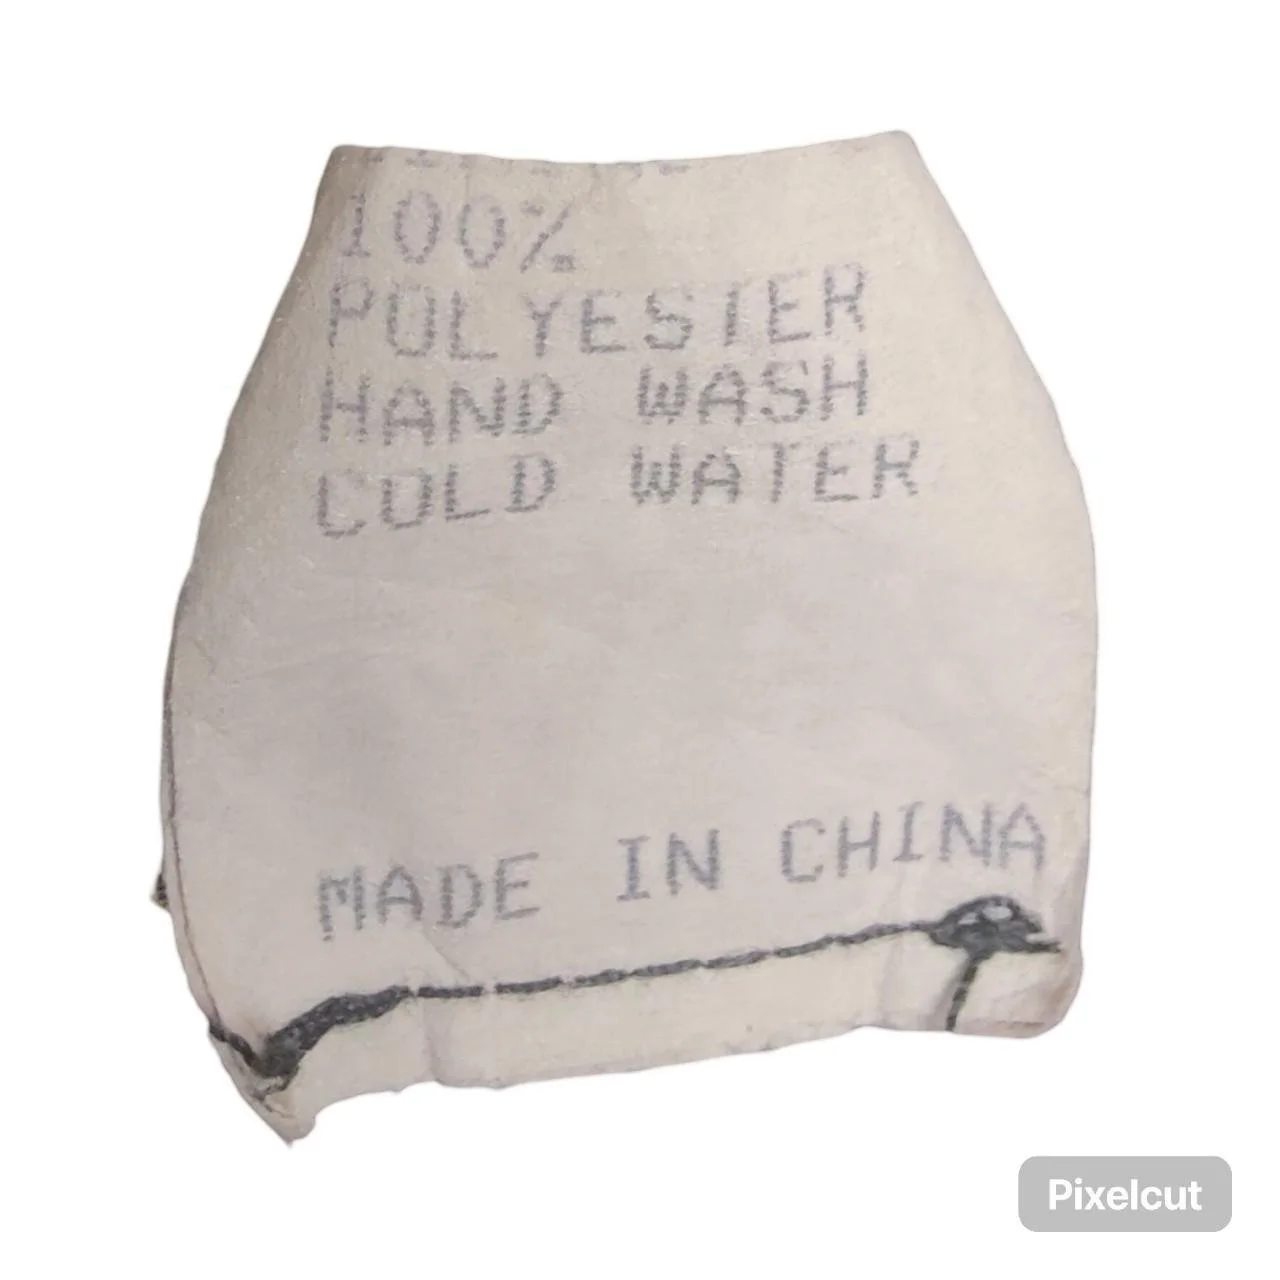 100%
POLYESTER
HAND WASH
COLD WATER
MADE IN CHINA
Pixelcut